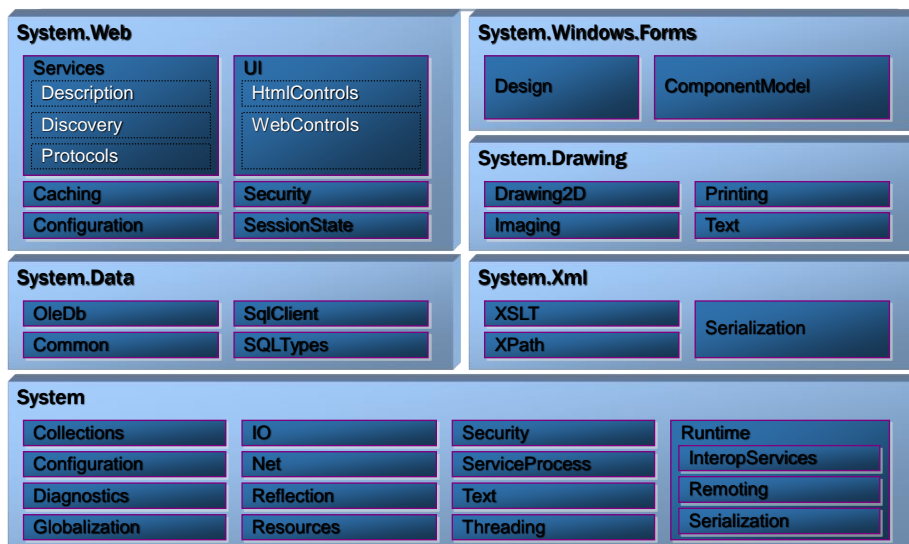 System.Web
Services
Description
Discovery
Protocols
UI
HtmlControls
WebControls
Caching
Security
Configuration
SessionState
System.Windows.Forms
Design
ComponentModel
System.Drawing
Drawing2D
Printing
Imaging
Text
System.Data
OleDb
SqlClient
Common
SQLTypes
System.Xml
XSLT
XPath
Serialization
System
Collections
Configuration
Diagnostics
Globalization
IO
Net
Reflection
Resources
Security
ServiceProcess
Text
Threading
Runtime
InteropServices
Remoting
Serialization